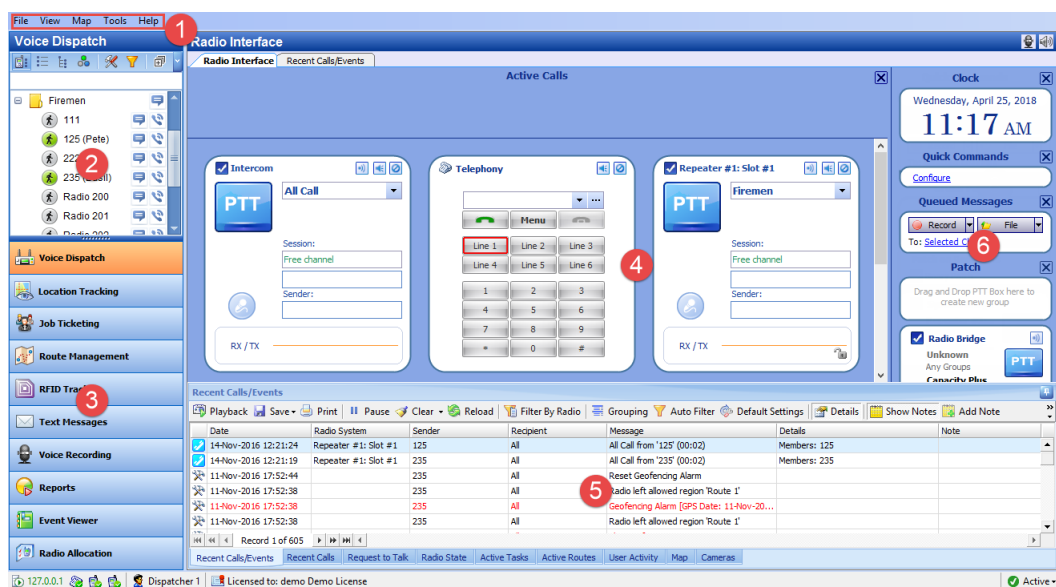 File View Map Tools Help
1
Voice Dispatch
Radio Interface
Radio Interface Recent Calls/Events
Firemen
111
125 (Pete)
2
235
Radio 200
Radio 201
Voice Dispatch
Location Tracking
Job Ticketing
Route Management
RFID
3
Text Messages
Voice Recording
Reports
Event Viewer
Radio Allocation
Active Calls
Intercom
PTT
All Call
Session:
Free channel
Sender:
RX / TX
Telephony
...
Menu
Line 1 Line 2 Line 3
Line 4 Line 5 Line 6
1 2 3
4 5 6
7 8 9
* 0 #
4
Repeater #1: Slot #1
PTT
Firemen
Session:
Free channel
Sender:
RX / TX
Clock
Wednesday, April 25, 2018
11:17 AM
Quick Commands
Configure
Queued Messages
Record File
To: Selected
6
Patch
Drag and Drop PTT Box here to
create new group
Radio Bridge
Unknown
Any Groups
Capacity Plus
PTT
Recent Calls/Events
Playback Save Print Pause Clear Reload Filter By Radio Grouping Auto Filter Default Settings Details Show Notes Add Note
Date Radio System Sender Recipient Message Details Note
14-Nov-2016 12:21:24 Repeater #1: Slot #1 125 All All Call from '125' (00:02) Members: 125
14-Nov-2016 12:21:19 Repeater #1: Slot #1 235 All All Call from '235' (00:02) Members: 235
11-Nov-2016 17:52:44 235 All Reset Geofencing Alarm
11-Nov-2016 17:52:38 235 All Radio left allowed region 'Route 1'
5
11-Nov-2016 17:52:38 235 All Geofencing Alarm [GPS Date: 11-Nov-20...
11-Nov-2016 17:52:38 235 All Radio left allowed region 'Route 1'
Record 1 of 605
Recent Calls/Events Recent Calls Request to Talk Radio State Active Tasks Active Routes User Activity Map Cameras
127.0.0.1 Dispatcher 1 Licensed to: demo Demo License Active